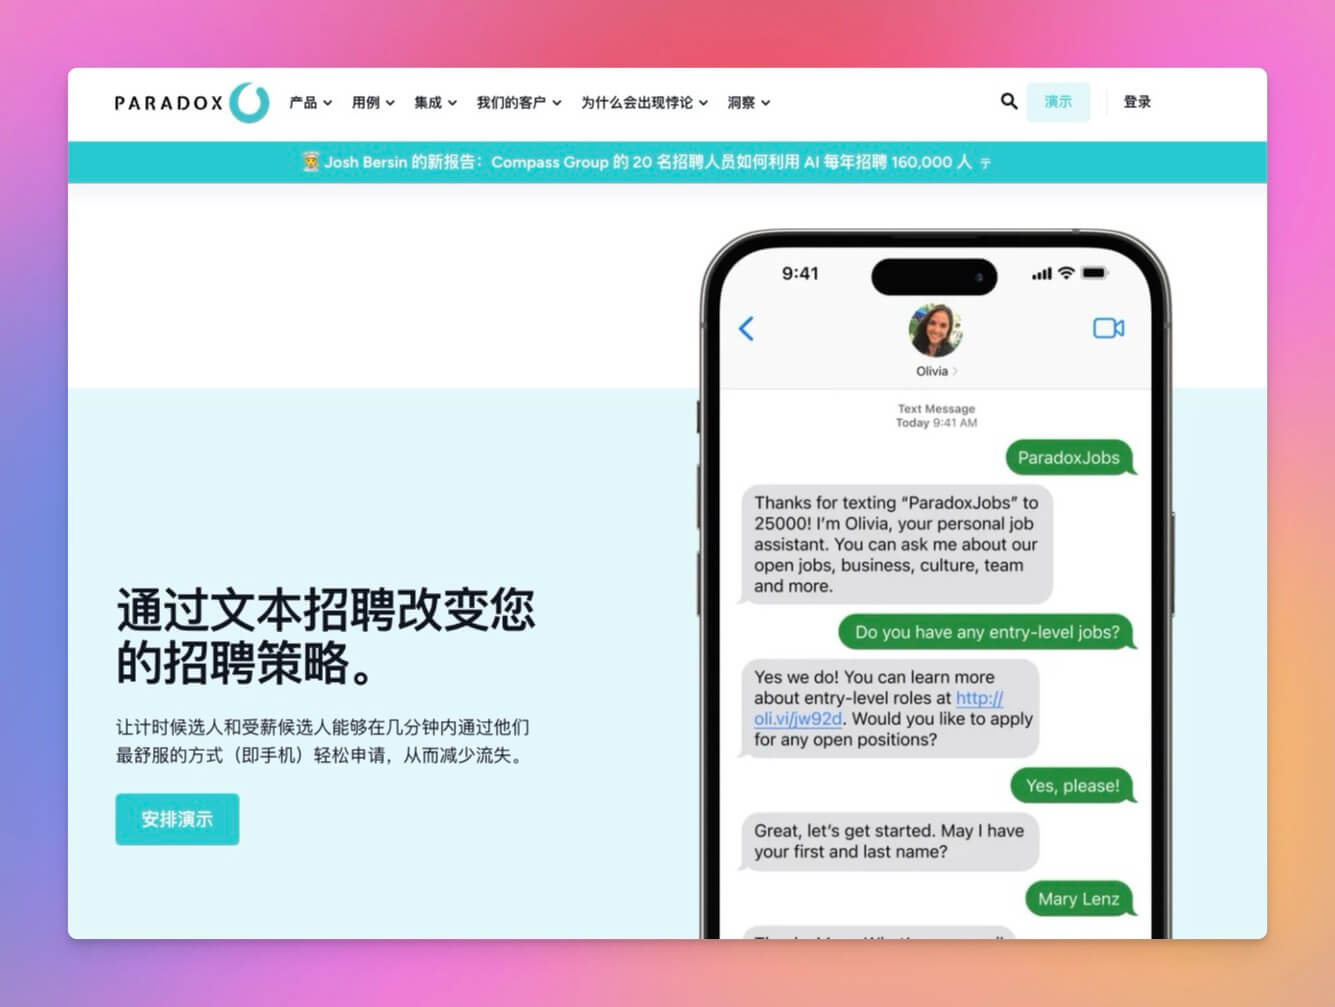 PARADOX
产品
用例
集成
我们的客户
为什么会出现悖论
洞察
演示
登录
Josh Bersin 的新报告：Compass Group 的 20 名招聘人员如何利用 AI 每年招聘 160,000 人
通过文本招聘改变您
的招聘策略。
让计时候选人和受薪候选人能够在几分钟内通过他们
最舒服的方式（即手机）轻松申请，从而减少流失。
安排演示
9:41
Olivia
Text Message
Today 9:41 AM
ParadoxJobs
Thanks for texting “ParadoxJobs” to
25000! I’m Olivia, your personal job
assistant. You can ask me about our
open jobs, business, culture, team
and more.
Do you have any entry-level jobs?
Yes we do! You can learn more
about entry-level roles at http://
oli.vi/jw92d. Would you like to apply
for any open positions?
Yes, please!
Great, let’s get started. May I have
your first and last name?
Mary Lenz